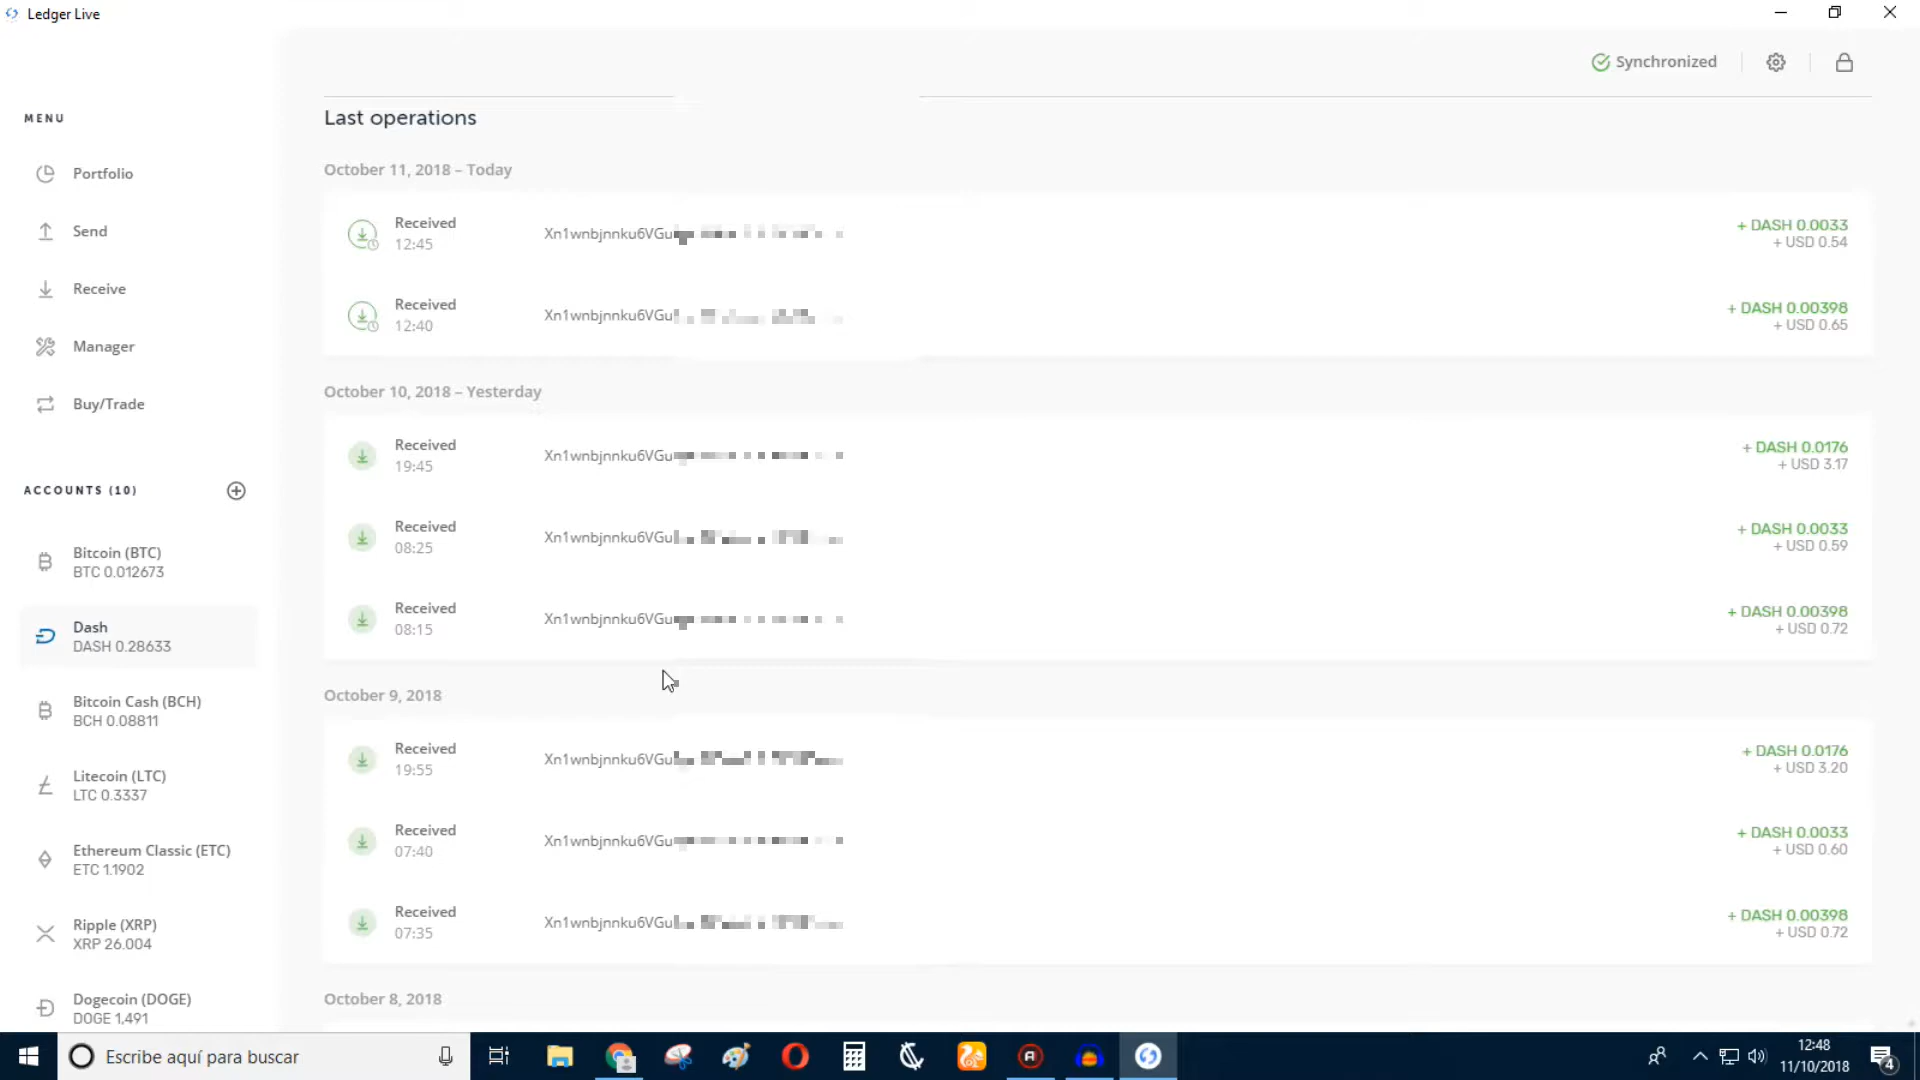 Ledger Live
Synchronized
MENU
Portfolio
Send
Receive
Manager
Buy/Trade
ACCOUNTS (10)
Bitcoin (BTC)
BTC 0.012673
Dash
DASH 0.28633
Bitcoin Cash (BCH)
BCH 0.08811
Litecoin (LTC)
LTC 0.3337
Ethereum Classic (ETC)
ETC 1.1902
Ripple (XRP)
XRP 26.004
Dogecoin (DOGE)
DOGE 1,491
Last operations
October 11, 2018 – Today
Received
12:45
Xn1wnbjnnku6VGu
+ DASH 0.0033
+ USD 0.54
Received
12:40
Xn1wnbjnnku6VGu
+ DASH 0.00398
+ USD 0.65
October 10, 2018 – Yesterday
Received
19:45
Xn1wnbjnnku6VGu
+ DASH 0.0176
+ USD 3.17
Received
08:25
Xn1wnbjnnku6VGu
+ DASH 0.0033
+ USD 0.59
Received
08:15
Xn1wnbjnnku6VGu
+ DASH 0.00398
+ USD 0.72
October 9, 2018
Received
19:55
Xn1wnbjnnku6VGu
+ DASH 0.0176
+ USD 3.20
Received
07:40
Xn1wnbjnnku6VGu
+ DASH 0.0033
+ USD 0.60
Received
07:35
Xn1wnbjnnku6VGu
+ DASH 0.00398
+ USD 0.72
October 8, 2018
Escribe aquí para buscar
12:48
11/10/2018
4